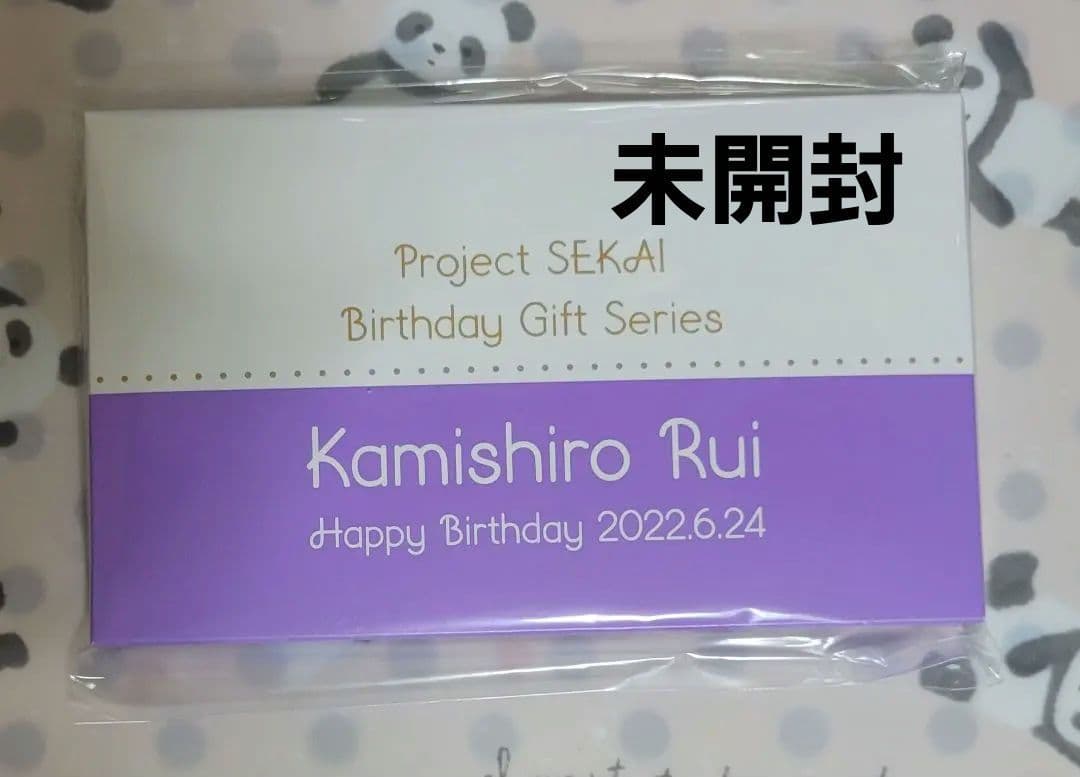 未開封
Project SEKAI
Birthday Gift Series
Kamishiro Rui
Happy Birthday 2022.6.24